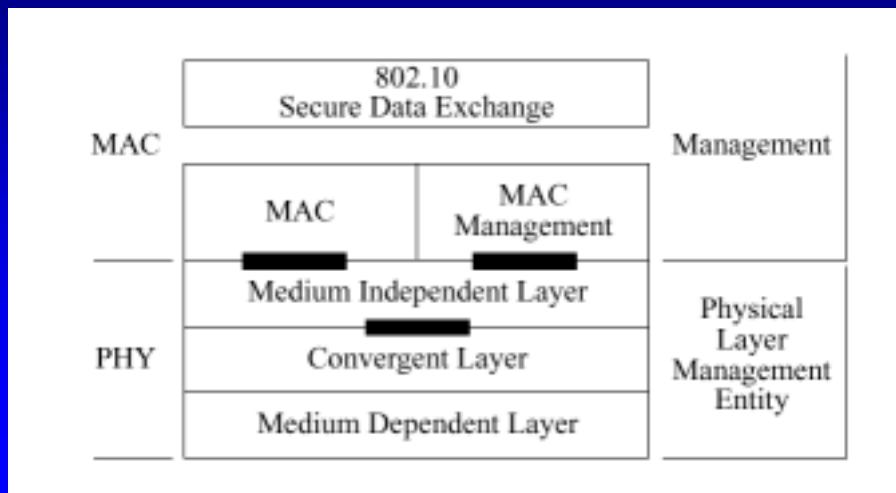 802.10
Secure Data Exchange
MAC
Management
MAC
MAC
Management
Medium Independent Layer
Physical
Layer
Management
Entity
PHY
Convergent Layer
Medium Dependent Layer